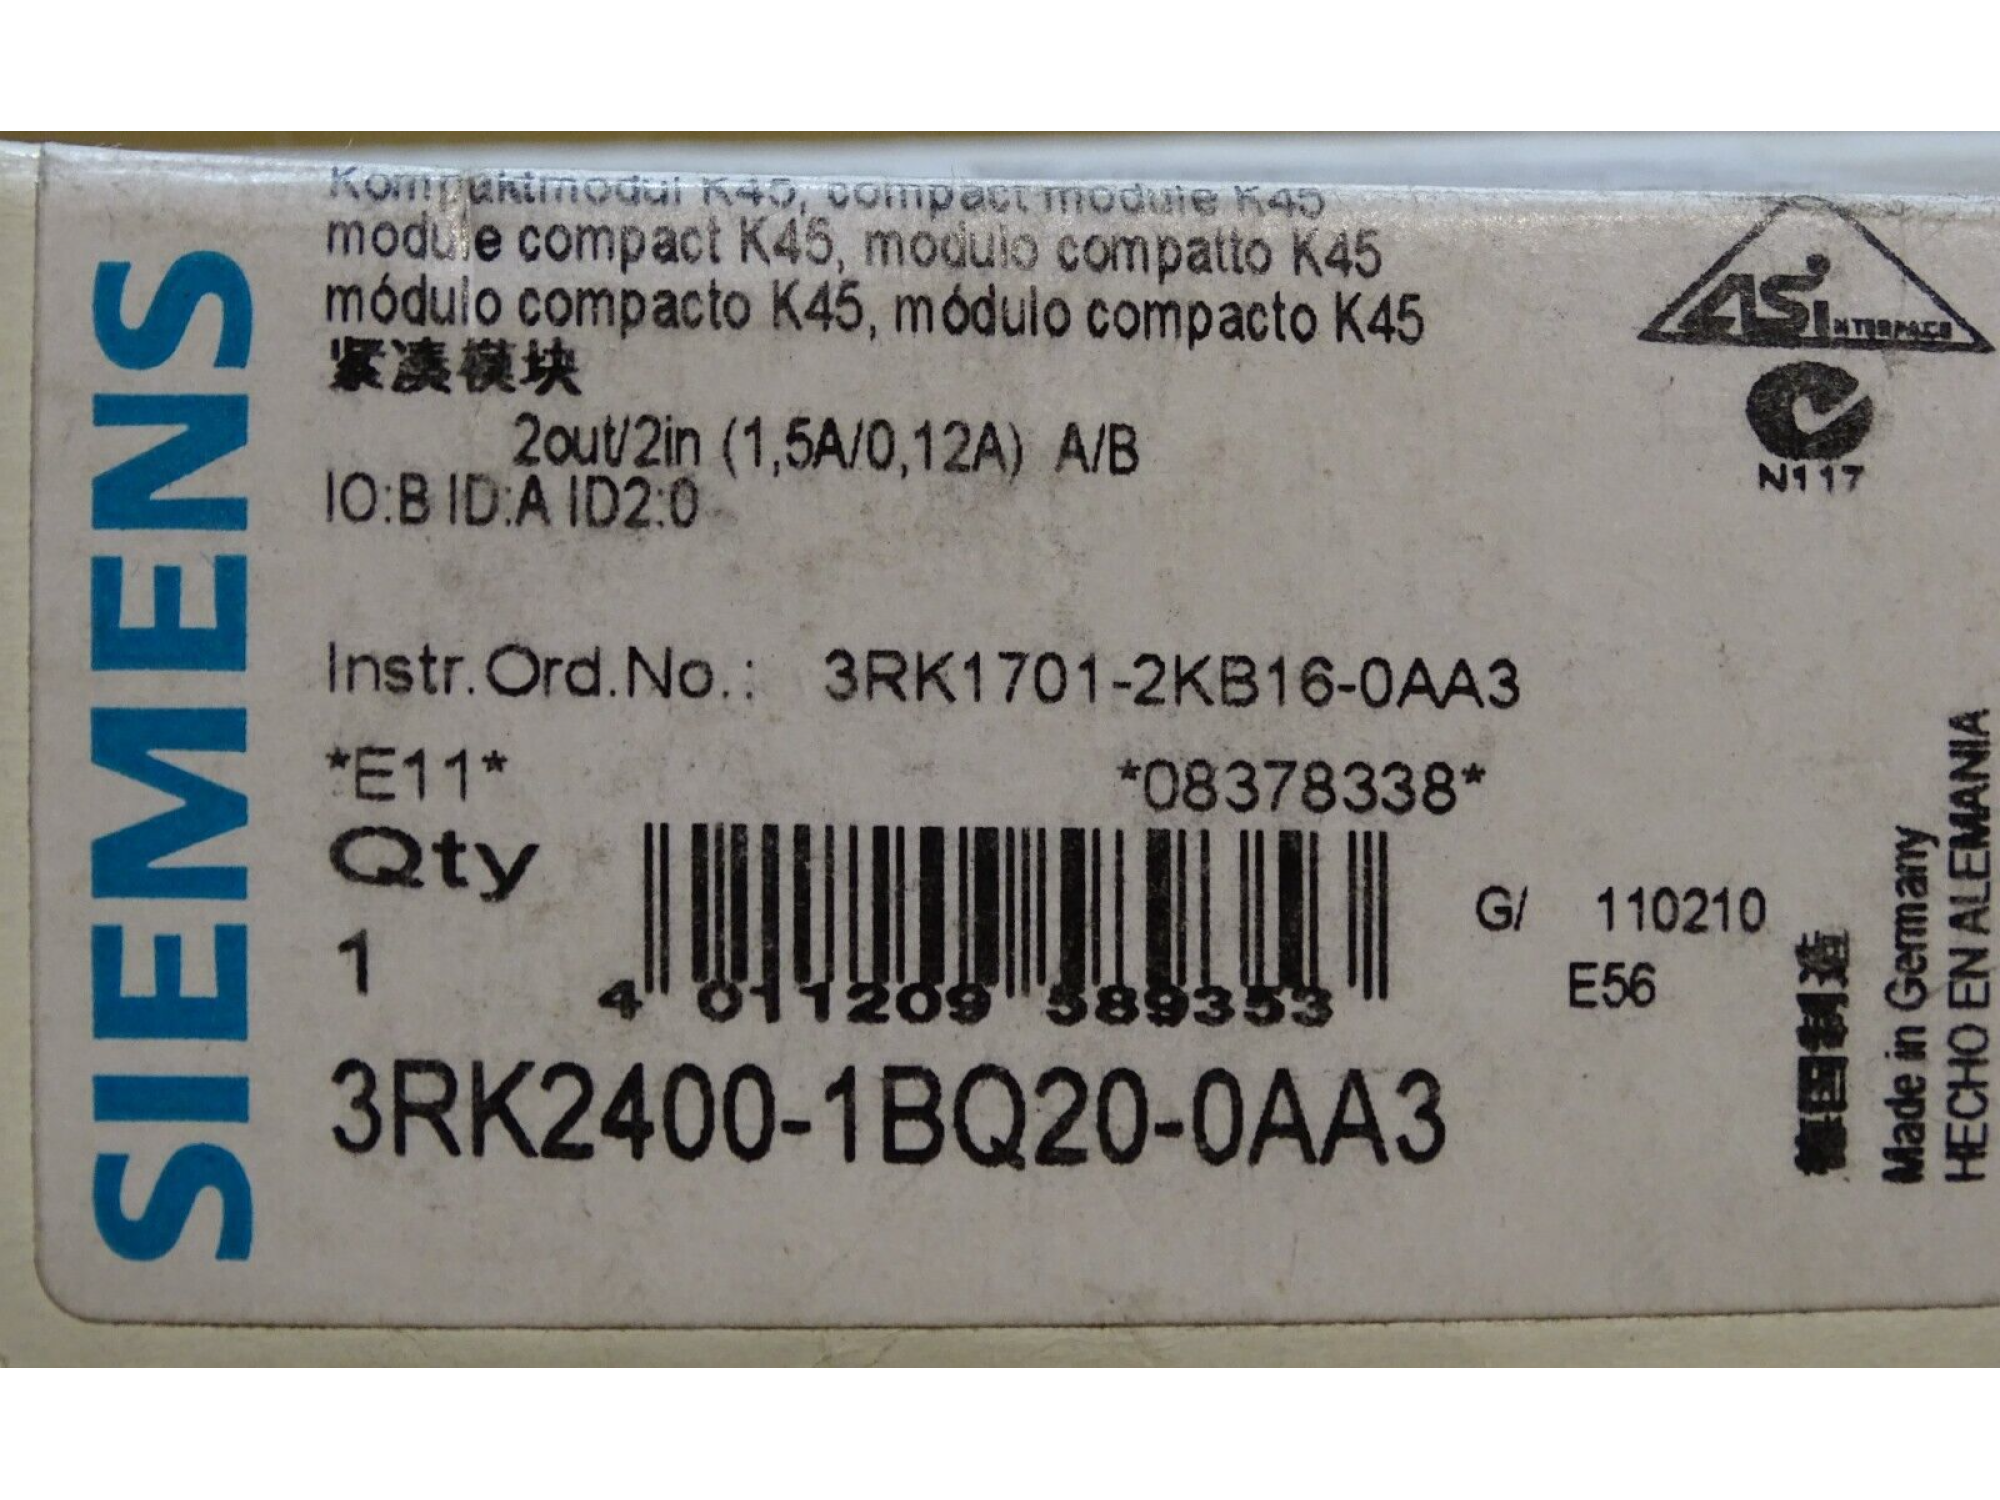 SIEMENS
Kompaktmodul K45, compact module K45
module compact K45, modulo compatto K45
módulo compacto K45, módulo compacto K45
紧凑模块
2out/2in (1,5A/0,12A) A/B
IO:B ID:A ID2:0
ASI INTERFACE
N117
Instr.Ord.No.: 3RK1701-2KB16-0AA3
*E11* *08378338*
Qty
1
4 011209 589353
G/ 110210
E56
3RK2400-1BQ20-0AA3
德国制造
Made in Germany
HECHO EN ALEMANIA